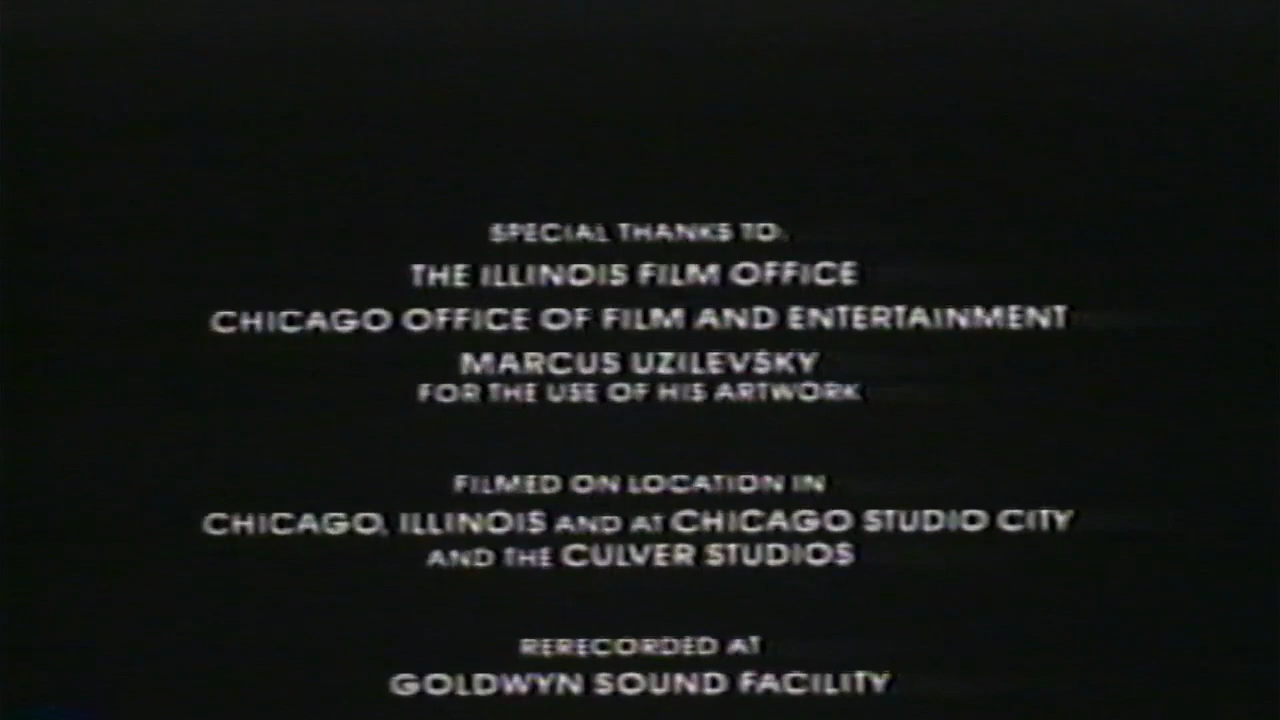 SPECIAL THANKS TO:
THE ILLINOIS FILM OFFICE
CHICAGO OFFICE OF FILM AND ENTERTAINMENT
MARCUS UZILEVSKY
FOR THE USE OF HIS ARTWORK
FILMED ON LOCATION IN
CHICAGO, ILLINOIS AND AT CHICAGO STUDIO CITY
AND THE CULVER STUDIOS
RERECORDED AT
GOLDWYN SOUND FACILITY